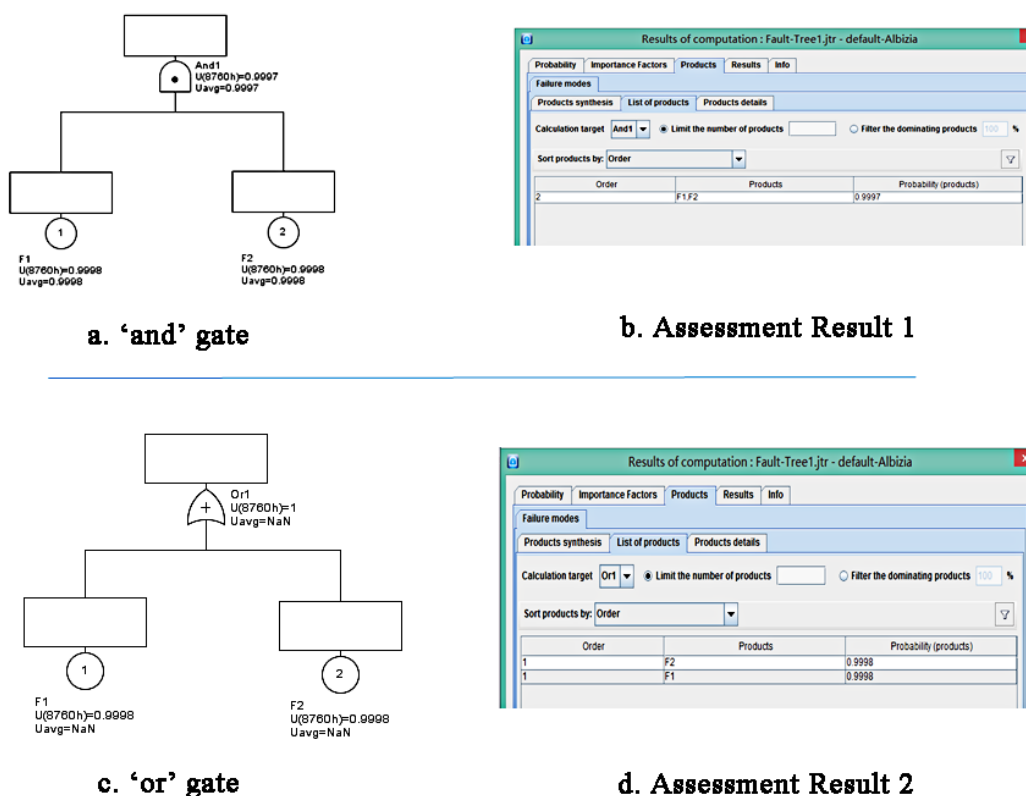 And1
U(8760h)=0.9997
Uavg=0.9997
1
2
F1
U(8760h)=0.9998
Uavg=0.9998
F2
U(8760h)=0.9998
Uavg=0.9998
a. ‘and’ gate
Results of computation : Fault-Tree1.jtr - default-Albizia
Probability Importance Factors Products Results Info
Failure modes
Products synthesis List of products Products details
Calculation target And1 Limit the number of products Filter the dominating products 100 %
Sort products by: Order
Order Products Probability (products)
2 F1,F2 0.9997
b. Assessment Result 1
Or1
U(8760h)=1
Uavg=NaN
+
1
2
F1
U(8760h)=0.9998
Uavg=NaN
F2
U(8760h)=0.9998
Uavg=NaN
c. ‘or’ gate
Results of computation : Fault-Tree1.jtr - default-Albizia
x
Probability Importance Factors Products Results Info
Failure modes
Products synthesis List of products Products details
Calculation target Or1 Limit the number of products Filter the dominating products 100 %
Sort products by: Order
Order Products Probability (products)
1 F2 0.9998
1 F1 0.9998
d. Assessment Result 2